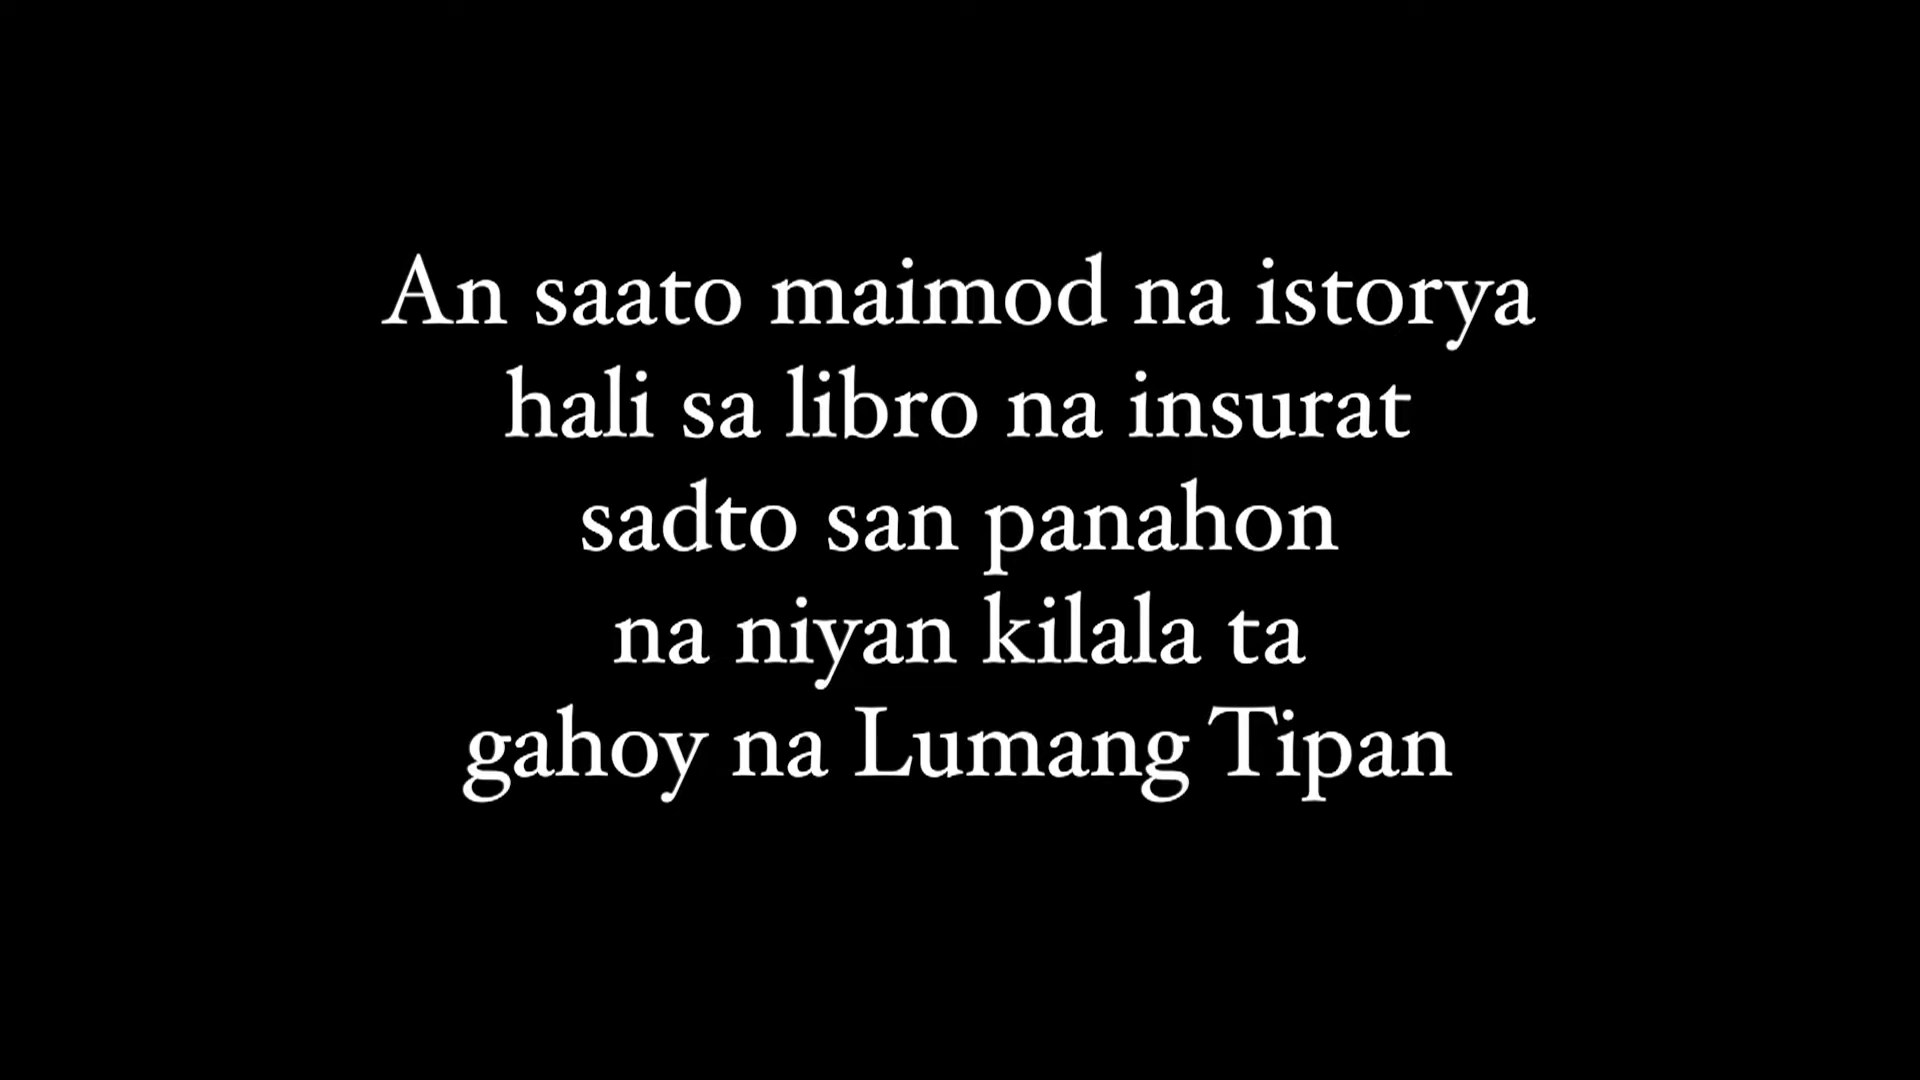 An saato maimod na istorya
hali sa libro na insurat
sadto san panahon
na niyan kilala ta
gahoy na Lumang Tipan